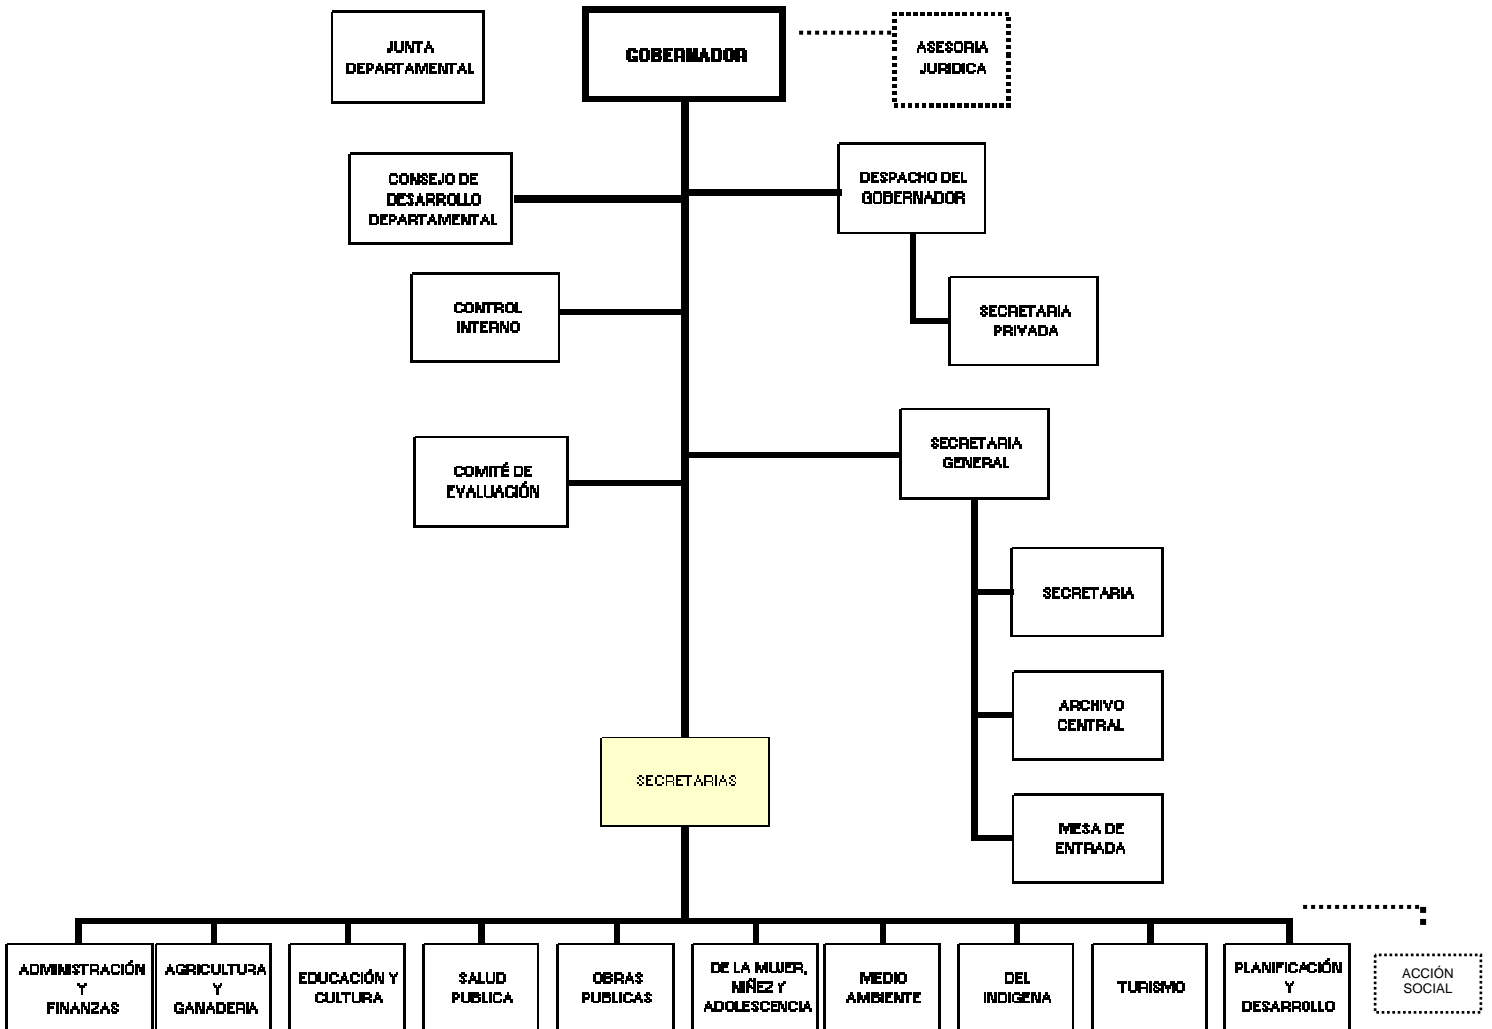 JUNTA
DEPARTAMENTAL
GOBERNADOR
ASESORIA
JURIDICA
CONSEJO DE
DESARROLLO
DEPARTAMENTAL
DESPACHO DEL
GOBERNADOR
CONTROL
INTERNO
SECRETARIA
PRIVADA
COMITÉ DE
EVALUACIÓN
SECRETARIA
GENERAL
SECRETARIA
ARCHIVO
CENTRAL
SECRETARIAS
MESA DE
ENTRADA
ADMINISTRACIÓN
Y
FINANZAS
AGRICULTURA
Y
GANADERIA
EDUCACIÓN Y
CULTURA
SALUD
PUBLICA
OBRAS
PUBLICAS
DE LA MUJER,
NIÑEZ Y
ADOLESCENCIA
MEDIO
AMBIENTE
DEL
INDIGENA
TURISMO
PLANIFICACIÓN
Y
DESARROLLO
ACCIÓN
SOCIAL